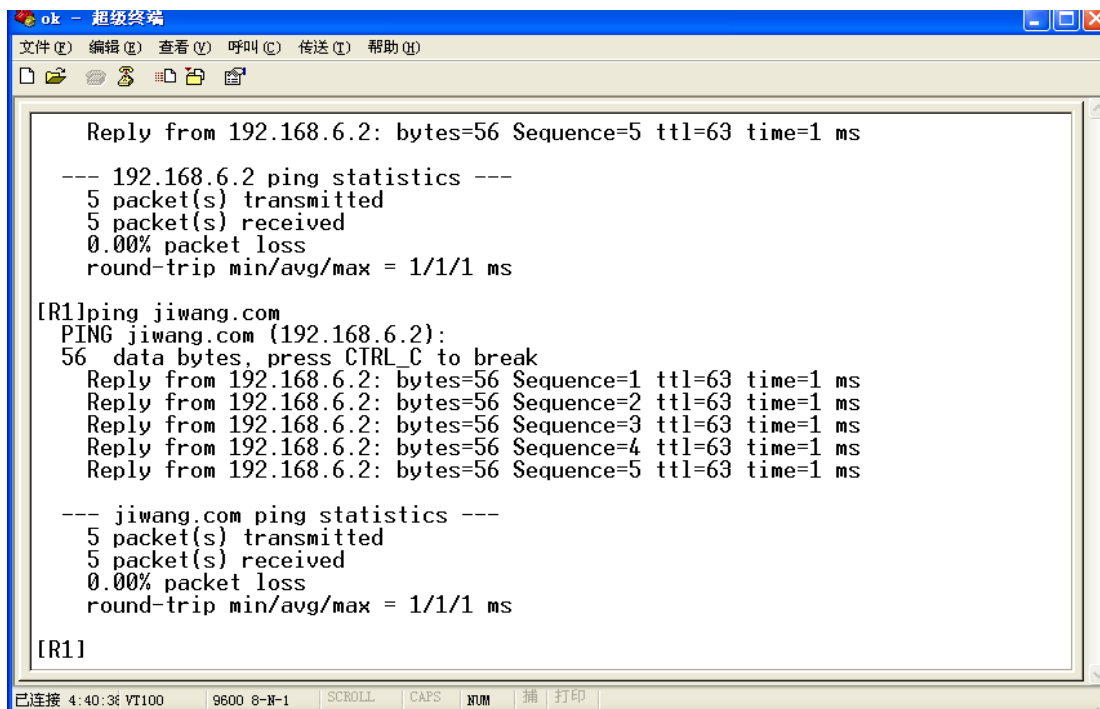 ok - 超级终端
文件(F) 编辑(E) 查看(V) 呼叫(C) 传送(T) 帮助(H)
Reply from 192.168.6.2: bytes=56 Sequence=5 ttl=63 time=1 ms
--- 192.168.6.2 ping statistics ---
5 packet(s) transmitted
5 packet(s) received
0.00% packet loss
round-trip min/avg/max = 1/1/1 ms
[R1]ping jiwang.com
PING jiwang.com (192.168.6.2):
56  data bytes, press CTRL_C to break
Reply from 192.168.6.2: bytes=56 Sequence=1 ttl=63 time=1 ms
Reply from 192.168.6.2: bytes=56 Sequence=2 ttl=63 time=1 ms
Reply from 192.168.6.2: bytes=56 Sequence=3 ttl=63 time=1 ms
Reply from 192.168.6.2: bytes=56 Sequence=4 ttl=63 time=1 ms
Reply from 192.168.6.2: bytes=56 Sequence=5 ttl=63 time=1 ms
--- jiwang.com ping statistics ---
5 packet(s) transmitted
5 packet(s) received
0.00% packet loss
round-trip min/avg/max = 1/1/1 ms
[R1]
已连接 4:40:38 VT100 9600 8-N-1 SCROLL CAPS NUM 捕 打印